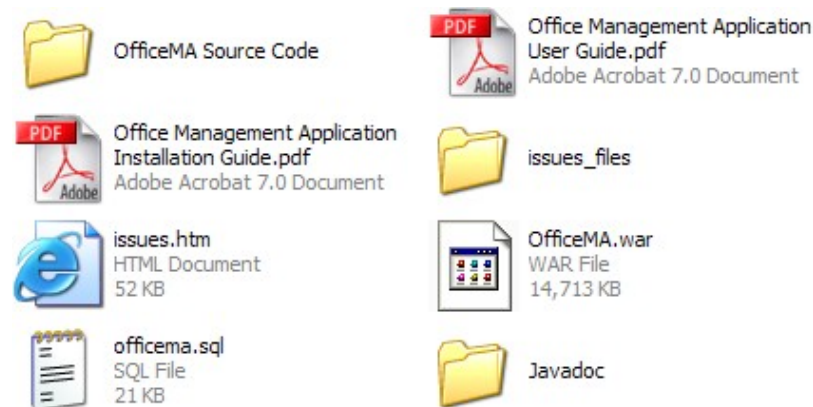 OfficeMA Source Code
PDF
Adobe
Office Management Application
User Guide.pdf
Adobe Acrobat 7.0 Document
PDF
Adobe
Office Management Application
Installation Guide.pdf
Adobe Acrobat 7.0 Document
issues_files
issues.htm
HTML Document
52 KB
OfficeMA.war
WAR File
14,713 KB
officema.sql
SQL File
21 KB
Javadoc